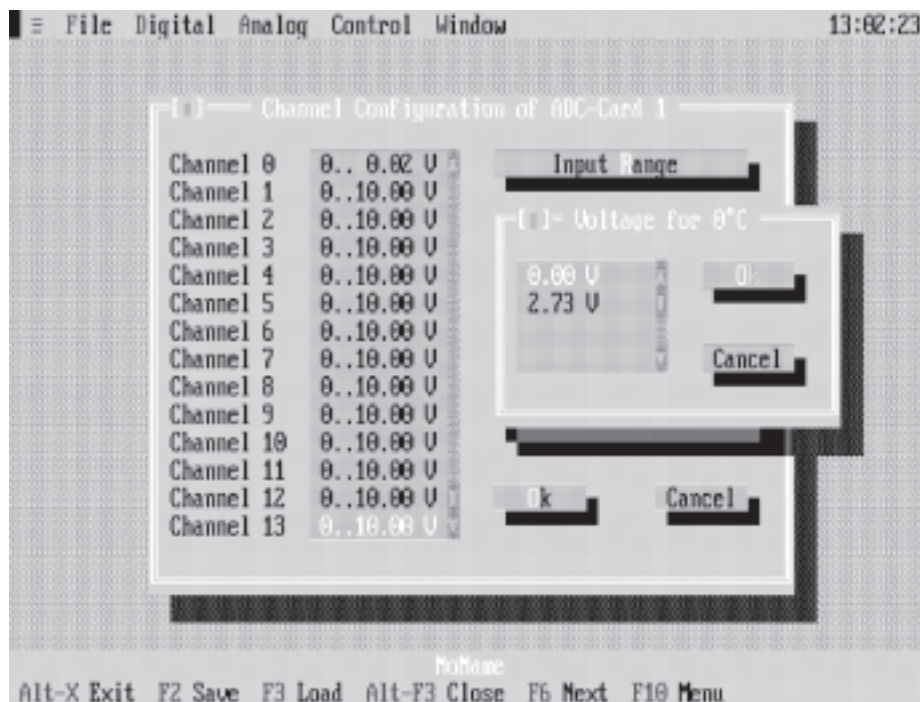 ≡ File Digital Analog Control Window 13:02:23
[ ] Channel Configuration of ADC-Card 1
Channel 0 0.. 0.02 V
Input Range
Channel 1 0..10.00 V
Channel 2 0..10.00 V
[ ] Voltage for 0°C
Channel 3 0..10.00 V
Channel 4 0..10.00 V
0.00 V Ok
Channel 5 0..10.00 V
2.73 V
Channel 6 0..10.00 V
Channel 7 0..10.00 V
Cancel
Channel 8 0..10.00 V
Channel 9 0..10.00 V
Channel 10 0..10.00 V
Channel 11 0..10.00 V
Channel 12 0..10.00 V
Ok Cancel
Channel 13 0..10.00 V
NoName
Alt-X Exit F2 Save F3 Load Alt-F3 Close F6 Next F10 Menu